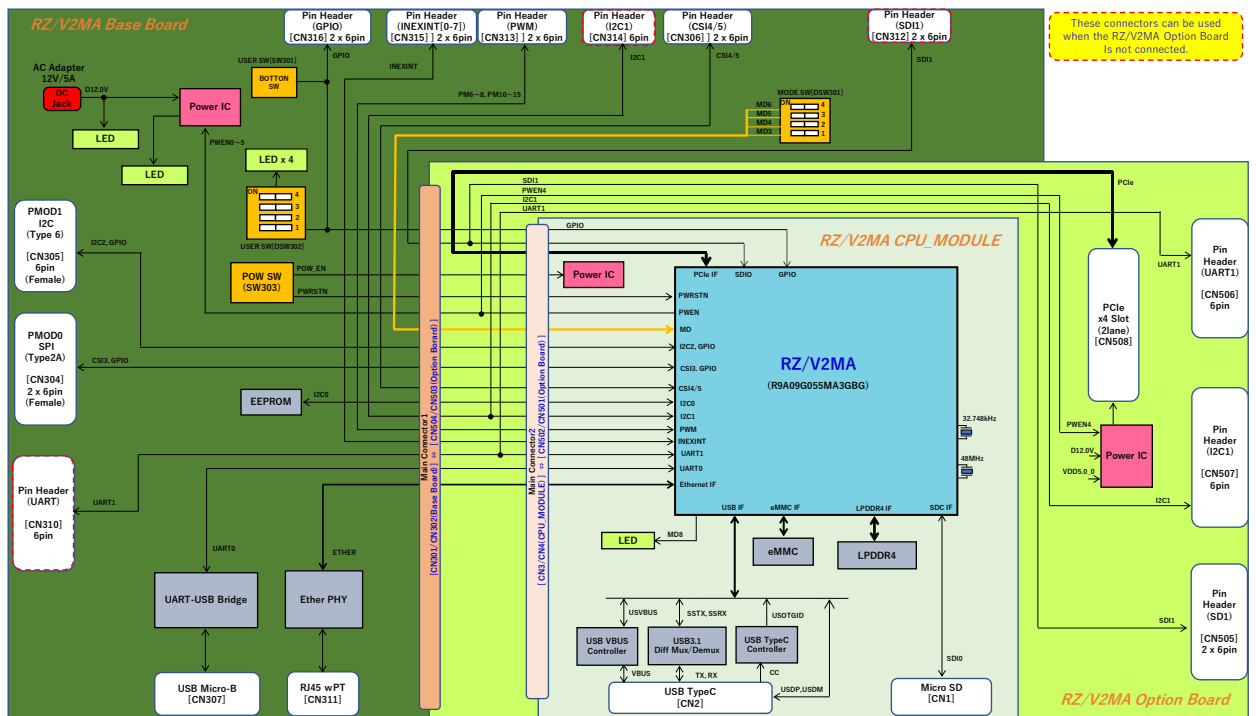 RZ/V2MA Base Board
Pin Header
(GPIO)
[CN316] 2 x 6pin
Pin Header
(INEXINT[0-7])
[CN315] ] 2 x 6pin
Pin Header
(PWM)
[CN313] ] 2 x 6pin
Pin Header
(I2C1)
[CN314] 6pin
Pin Header
(CSI4/5)
[CN306] ] 2 x 6pin
Pin Header
(SDI1)
[CN312] 2 x 6pin
These connectors can be used
when the RZ/V2MA Option Board
Is not connected.
GPIO
INEXINT
I2C1
CSI4/5
SDI1
AC Adapter
12V/5A
DC
Jack
D12.0V
Power IC
LED
LED
PWEN0~5
USER SW[SW301]
BOTTON
SW
PM6~8, PM10~15
MODE SW[DSW301]
MD6
MD5
MD4
MD3
ON
4
3
2
1
LED x 4
ON
4
3
2
1
USER SW[DSW302]
SDI1
PWEN4
I2C1
UART1
PCIe
PMOD1
I2C
(Type 6)
[CN305]
6pin
(Female)
I2C2, GPIO
POW SW
(SW303)
POW_EN
PWRSTN
PMOD0
SPI
(Type2A)
[CN304]
2 x 6pin
(Female)
CSI3. GPIO
EEPROM
I2C0
Pin Header
(UART)
[CN310]
6pin
UART1
UART0
ETHER
UART-USB Bridge
Ether PHY
USB Micro-B
[CN307]
RJ45 wPT
[CN311]
Main Connector1
[CN301/CN302(Base Board)] ⇔ [CN504/CN503(Option Borard)]
Main Connector2
[CN3/CN4(CPU_MODULE)] ⇔ [CN502/CN501(Option Board)]
GPIO
RZ/V2MA CPU_MODULE
Power IC
PCIe IF
SDIO
GPIO
PWRSTN
PWEN
MD
I2C2, GPIO
CSI3. GPIO
CSI4/5
I2C0
I2C1
PWM
INEXINT
UART1
UART0
Ethernet IF
RZ/V2MA
(R9A09G055MA3GBG)
USB IF
eMMC IF
LPDDR4 IF
SDC IF
32.748kHz
48MHz
LED
MD8
eMMC
LPDDR4
USVBUS
SSTX, SSRX
USOTGID
USB VBUS
Controller
USB3.1
Diff Mux/Demux
USB TypeC
Controller
VBUS
TX, RX
CC
USDP,USDM
USB TypeC
[CN2]
SDI0
Micro SD
[CN1]
PCIe
x4 Slot
(2lane)
[CN508]
PWEN4
D12.0V
VDD5.0_0
Power IC
UART1
Pin
Header
(UART1)
[CN506]
6pin
I2C1
Pin
Header
(I2C1)
[CN507]
6pin
SDI1
Pin
Header
(SD1)
[CN505]
2 x 6pin
RZ/V2MA Option Board